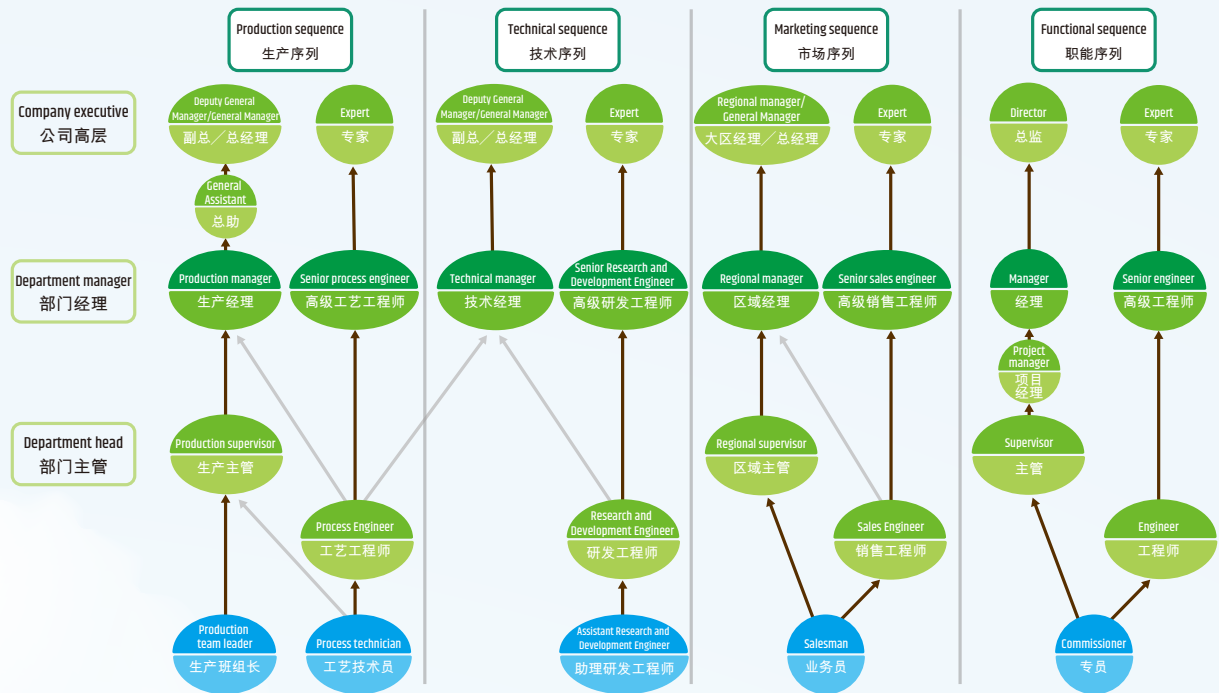 Production sequence
生产序列
Technical sequence
技术序列
Marketing sequence
市场序列
Functional sequence
职能序列
Company executive
公司高层
Deputy General
Manager/General Manager
副总／总经理
Expert
专家
Deputy General
Manager/General Manager
副总／总经理
Expert
专家
Regional manager/
General Manager
大区经理／总经理
Expert
专家
Director
总监
Expert
专家
General
Assistant
总助
Department manager
部门经理
Production manager
生产经理
Senior process engineer
高级工艺工程师
Technical manager
技术经理
Senior Research and
Development Engineer
高级研发工程师
Regional manager
区域经理
Senior sales engineer
高级销售工程师
Manager
经理
Senior engineer
高级工程师
Project
manager
项目
经理
Department head
部门主管
Production supervisor
生产主管
Regional supervisor
区域主管
Supervisor
主管
Process Engineer
工艺工程师
Research and
Development Engineer
研发工程师
Sales Engineer
销售工程师
Engineer
工程师
Production
team leader
生产班组长
Process technician
工艺技术员
Assistant Research and
Development Engineer
助理研发工程师
Salesman
业务员
Commissioner
专员